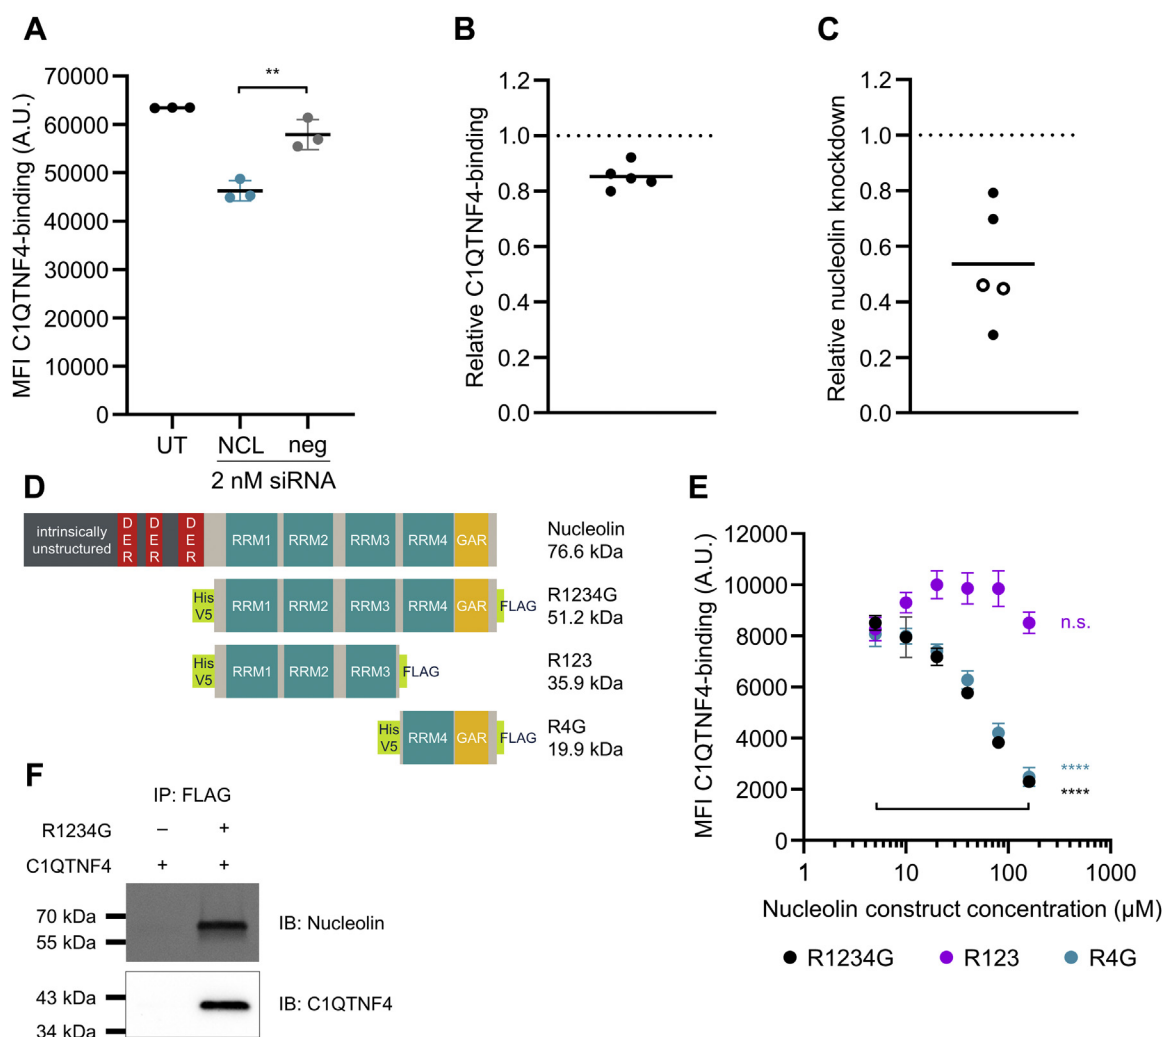 A
MFI C1QTNF4-binding (A.U.)
70000
60000
50000
40000
30000
20000
10000
0
**
UT
NCL
neg
2 nM siRNA
B
Relative C1QTNF4-binding
1.2
1.0
0.8
0.6
0.4
0.2
0.0
C
Relative nucleolin knockdown
1.2
1.0
0.8
0.6
0.4
0.2
0.0
D
intrinsically
unstructured
DER
DER
DER
RRM1
RRM2
RRM3
RRM4
GAR
Nucleolin
76.6 kDa
His
V5
RRM1
RRM2
RRM3
RRM4
GAR
FLAG
R1234G
51.2 kDa
His
V5
RRM1
RRM2
RRM3
FLAG
R123
35.9 kDa
His
V5
RRM4
GAR
FLAG
R4G
19.9 kDa
E
MFI C1QTNF4-binding (A.U.)
12000
10000
8000
6000
4000
2000
0
n.s.
****
****
1
10
100
1000
Nucleolin construct concentration (µM)
R1234G
R123
R4G
F
IP: FLAG
R1234G – +
C1QTNF4 + +
70 kDa
55 kDa
IB: Nucleolin
43 kDa
34 kDa
IB: C1QTNF4